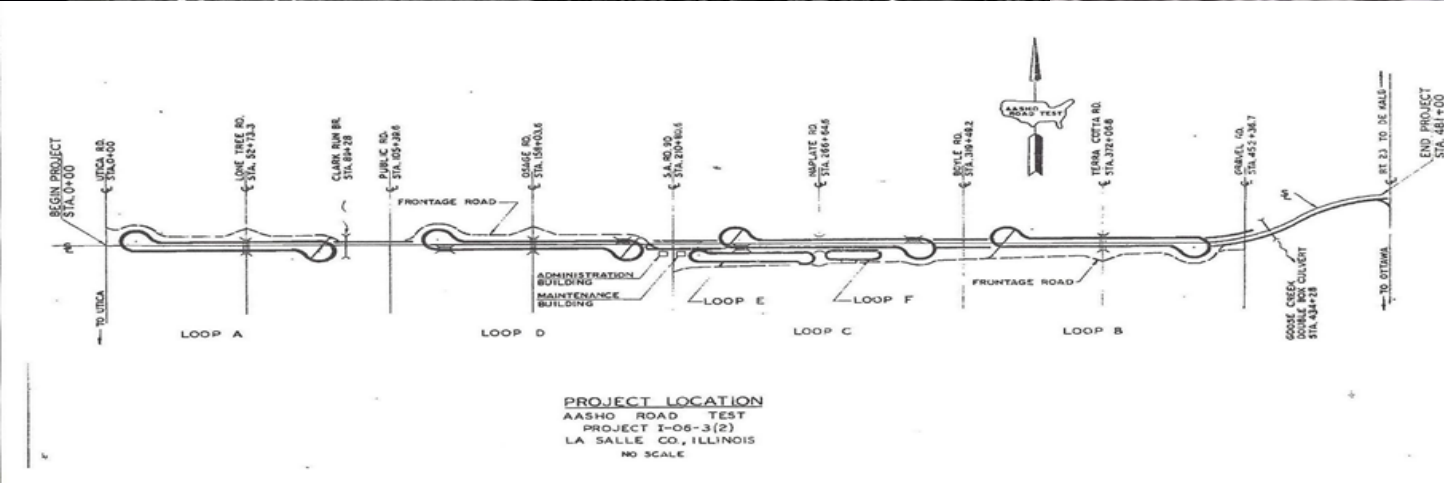 BEGIN PROJECT
STA. 0+00
UTICA RD.
STA. 0+00
LONE TREE RD.
STA. 52+73.3
CLARK RUN BR.
STA. 89+28
PUBLIC RD.
STA. 105+39.6
OSAGE RD.
STA. 158+03.6
S.A. RD. 9D
STA. 210+80.6
NAPLATE RD.
STA. 266+64.6
BOYLE RD.
STA. 319+49.2
AASHO
ROAD TEST
TERRA COTTA RD.
STA. 372+06.8
GRAVEL RD.
STA. 452+36.7
RT. 23 TO DE KALB
END PROJECT
STA. 481+00
FRONTAGE ROAD
ADMINISTRATION
BUILDING
MAINTENANCE
BUILDING
LOOP E
LOOP F
FRONTAGE ROAD
TO UTICA
GOOSE CREEK
DOUBLE BOX CULVERT
STA. 434+28
TO OTTAWA
LOOP A
LOOP D
LOOP C
LOOP B
PROJECT LOCATION
AASHO ROAD TEST
PROJECT I-06-3(2)
LA SALLE CO., ILLINOIS
NO SCALE